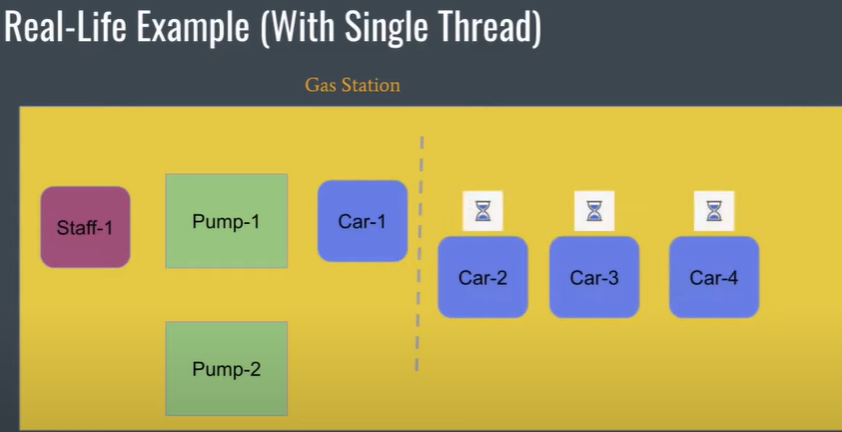 Real-Life Example (With Single Thread)
Gas Station
Staff-1
Pump-1
Car-1
Car-2
Car-3
Car-4
Pump-2